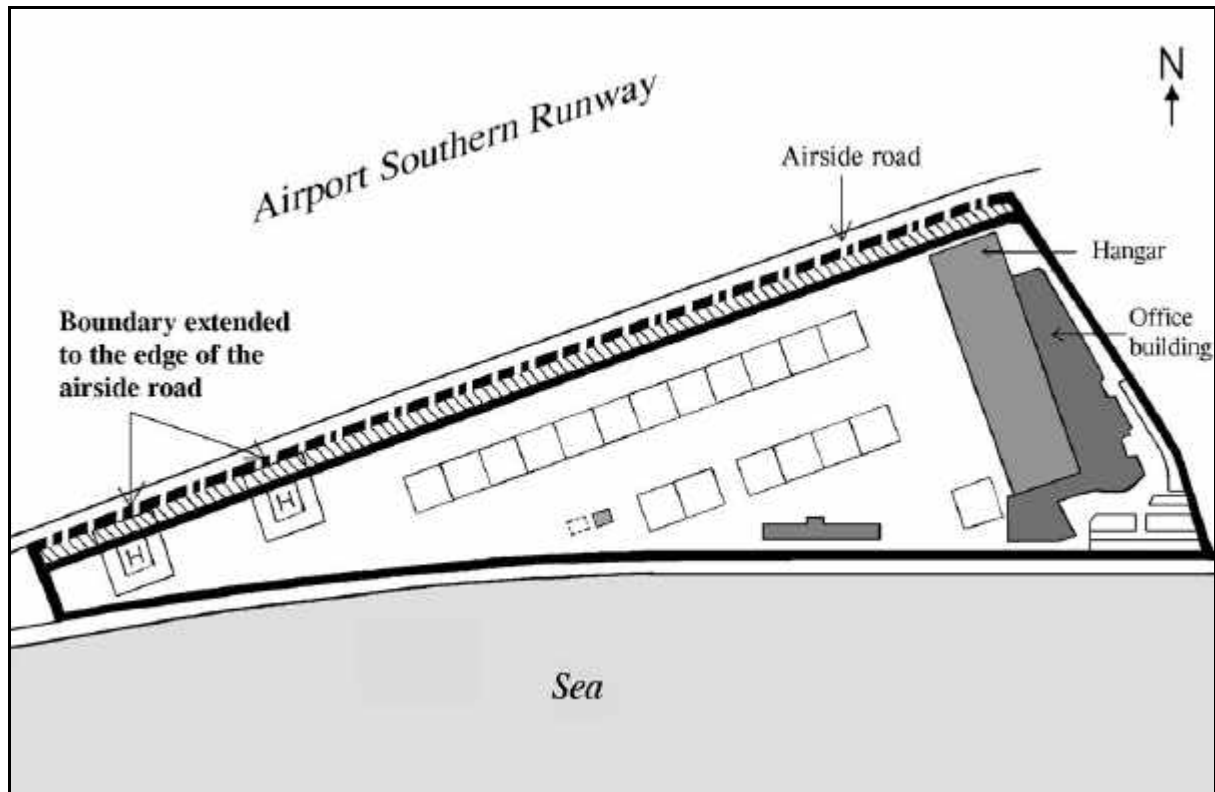 N
Airport Southern Runway
Airside road
Hangar
Boundary extended
to the edge of the
airside road
Office
building
H
H
Sea